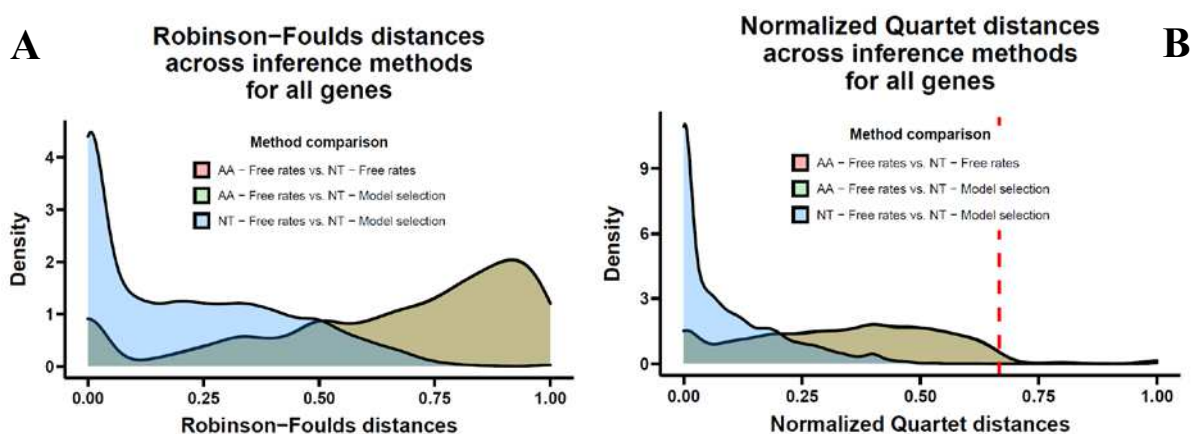 A
Robinson−Foulds distances
across inference methods
for all genes
Method comparison
AA − Free rates vs. NT − Free rates
AA − Free rates vs. NT − Model selection
NT − Free rates vs. NT − Model selection
Density
4
3
2
1
0
0.00 0.25 0.50 0.75 1.00
Robinson−Foulds distances
B
Normalized Quartet distances
across inference methods
for all genes
Method comparison
AA − Free rates vs. NT − Free rates
AA − Free rates vs. NT − Model selection
NT − Free rates vs. NT − Model selection
Density
9
6
3
0
0.00 0.25 0.50 0.75 1.00
Normalized Quartet distances